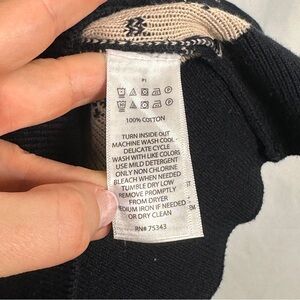 100% COTTON
TURN INSIDE OUT
MACHINE WASH COOL
DELICATE CYCLE
WASH WITH LIKE COLORS
USE MILD DETERGENT
ONLY NON CHLORINE
BLEACH WHEN NEEDED
TUMBLE DRY LOW
REMOVE PROMPTLY
FROM DRYER
MEDIUM IRON IF NEEDED
OR DRY CLEAN
RN# 75343